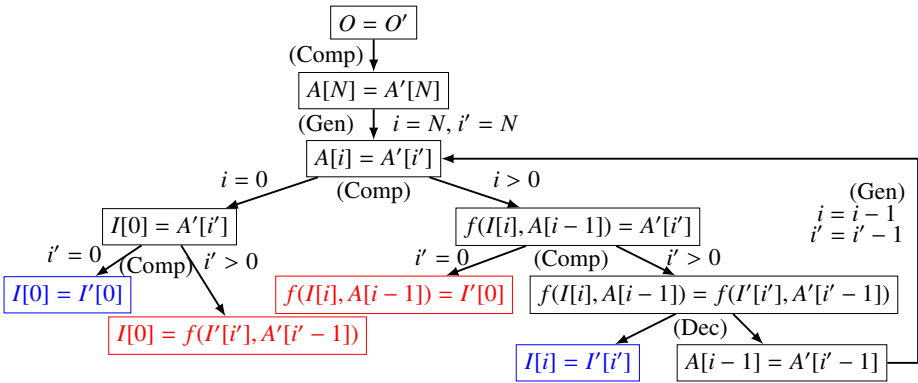 O = O′
(Comp)
A[N] = A′[N]
(Gen) i = N, i′ = N
A[i] = A′[i′]
i = 0 (Comp) i > 0
(Gen)
i = i − 1
i′ = i′ − 1
I[0] = A′[i′] f(I[i], A[i − 1]) = A′[i′]
i′ = 0 (Comp) i′ > 0 i′ = 0 (Comp) i′ > 0
I[0] = I′[0] f(I[i], A[i − 1]) = I′[0] f(I[i], A[i − 1]) = f(I′[i′], A′[i′ − 1])
I[0] = f(I′[i′], A′[i′ − 1]) (Dec)
I[i] = I′[i′] A[i − 1] = A′[i′ − 1]